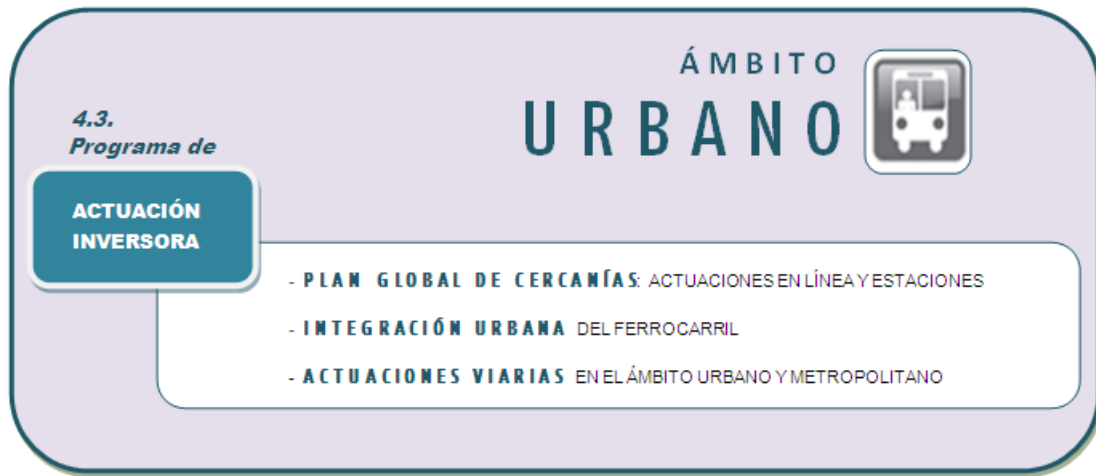 ÁMBITO
URBANO
4.3.
Programa de
ACTUACIÓN
INVERSORA
- PLAN GLOBAL DE CERCANÍAS: ACTUACIONES EN LÍNEA Y ESTACIONES
- INTEGRACIÓN URBANA DEL FERROCARRIL
- ACTUACIONES VIARIAS EN EL ÁMBITO URBANO Y METROPOLITANO